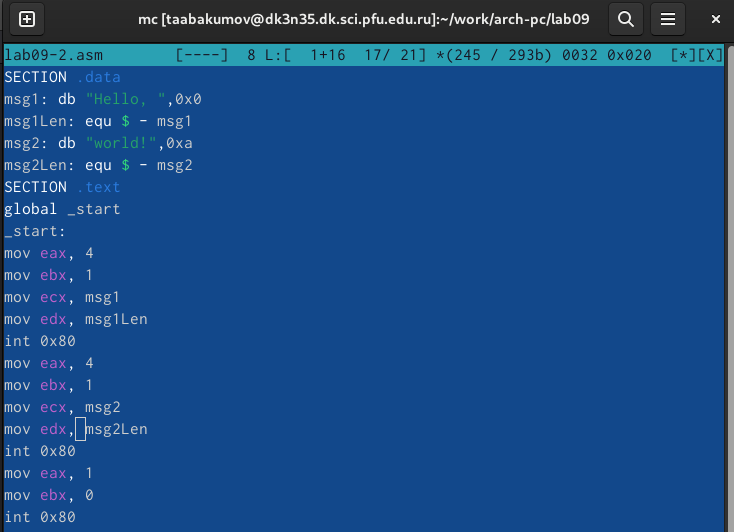 mc [taabakumov@dk3n35.dk.sci.pfu.edu.ru]:~/work/arch-pc/lab09
lab09-2.asm [----] 8 L:[ 1+16 17/ 21] *(245 / 293b) 0032 0x020 [*][X]
SECTION .data
msg1: db "Hello, ",0x0
msg1Len: equ $ - msg1
msg2: db "world!",0xa
msg2Len: equ $ - msg2
SECTION .text
global _start
_start:
mov eax, 4
mov ebx, 1
mov ecx, msg1
mov edx, msg1Len
int 0x80
mov eax, 4
mov ebx, 1
mov ecx, msg2
mov edx, msg2Len
int 0x80
mov eax, 1
mov ebx, 0
int 0x80